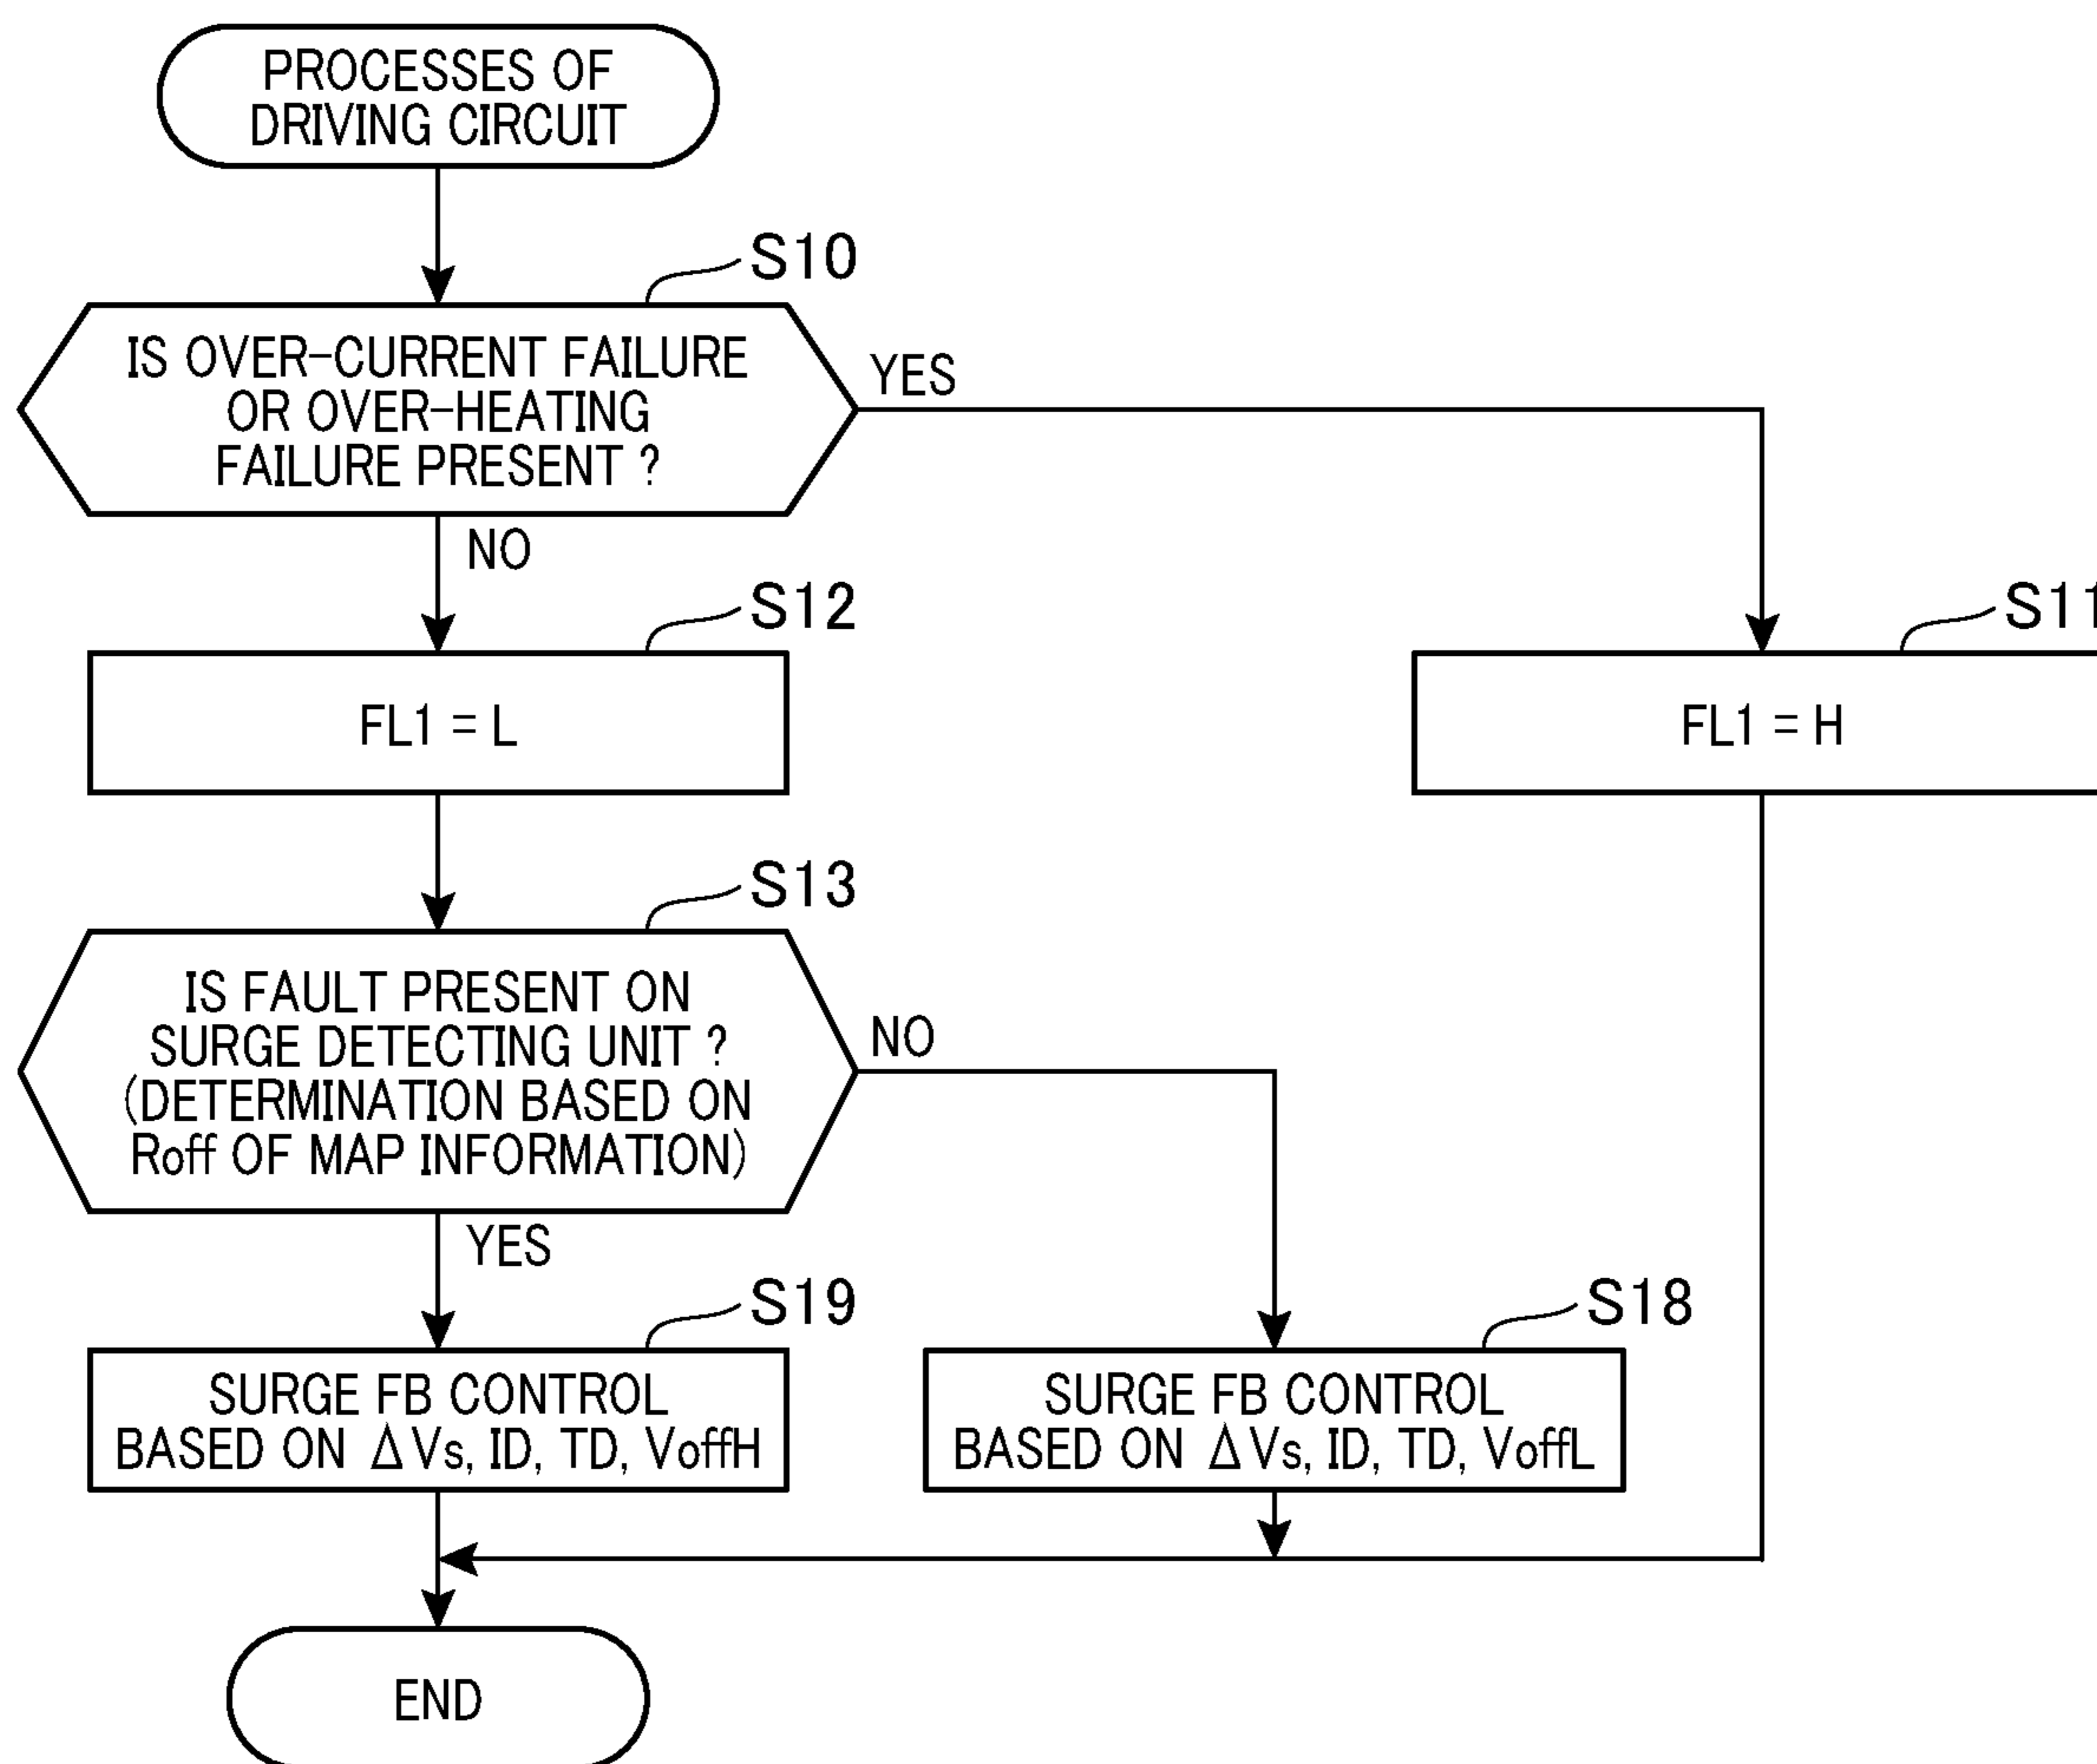 PROCESSES OF
DRIVING CIRCUIT
S10
IS OVER-CURRENT FAILURE
OR OVER-HEATING
FAILURE PRESENT ?
YES
NO
S12
S11
FL1 = L
FL1 = H
S13
IS FAULT PRESENT ON
SURGE DETECTING UNIT ?
(DETERMINATION BASED ON
Roff OF MAP INFORMATION)
NO
YES
S19
S18
SURGE FB CONTROL
BASED ON ΔVs, ID, TD, VoffH
SURGE FB CONTROL
BASED ON ΔVs, ID, TD, VoffL
END